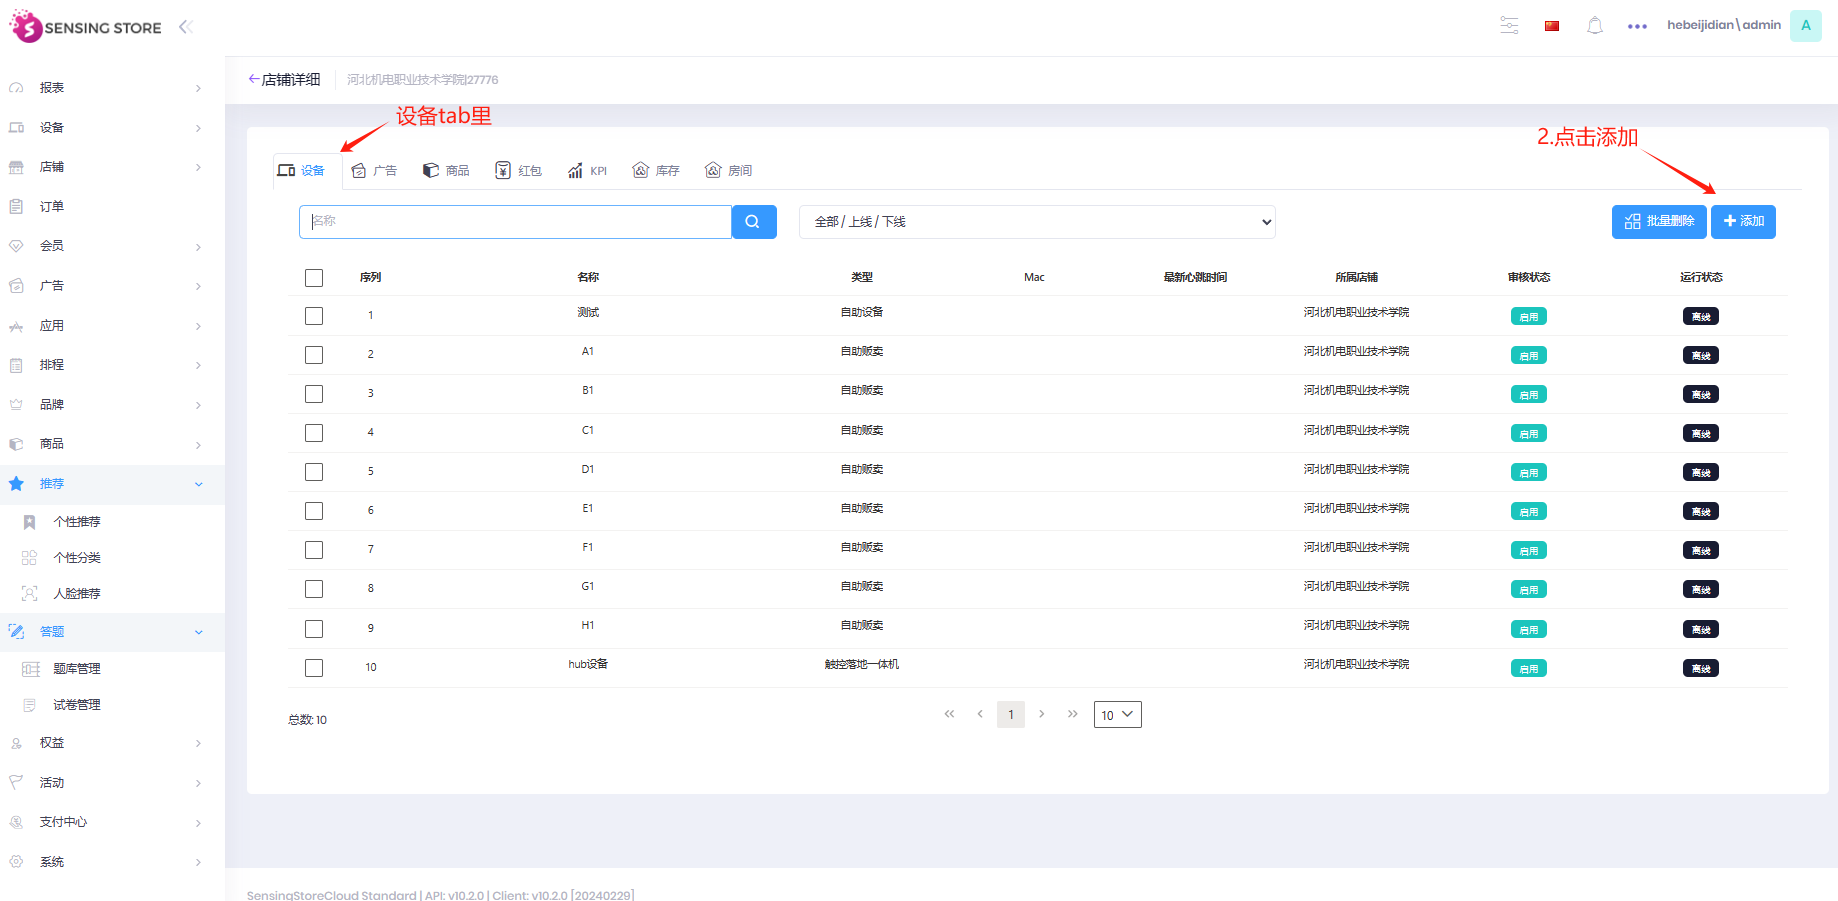 SENSING STORE
hebeijidian\admin
A
报表
设备
店铺
订单
会员
广告
应用
排程
品牌
商品
推荐
个性推荐
个性分类
人脸推荐
答题
题库管理
试卷管理
权益
活动
支付中心
系统
店铺详细
河北机电职业技术学院|27776
设备tab里
2.点击添加
设备 广告 商品 红包 KPI 库存 房间
名称 全部 / 上线 / 下线 批量删除 添加
序列 名称 类型 Mac 最新心跳时间 所属店铺 审核状态 运行状态
1 测试 自助设备 河北机电职业技术学院 启用 离线
2 A1 自助贩卖 河北机电职业技术学院 启用 离线
3 B1 自助贩卖 河北机电职业技术学院 启用 离线
4 C1 自助贩卖 河北机电职业技术学院 启用 离线
5 D1 自助贩卖 河北机电职业技术学院 启用 离线
6 E1 自助贩卖 河北机电职业技术学院 启用 离线
7 F1 自助贩卖 河北机电职业技术学院 启用 离线
8 G1 自助贩卖 河北机电职业技术学院 启用 离线
9 H1 自助贩卖 河北机电职业技术学院 启用 离线
10 hub设备 触控落地一体机 河北机电职业技术学院 启用 离线
总数: 10
1
10
SensingStoreCloud Standard | API: v10.2.0 | Client: v10.2.0 [20240229]